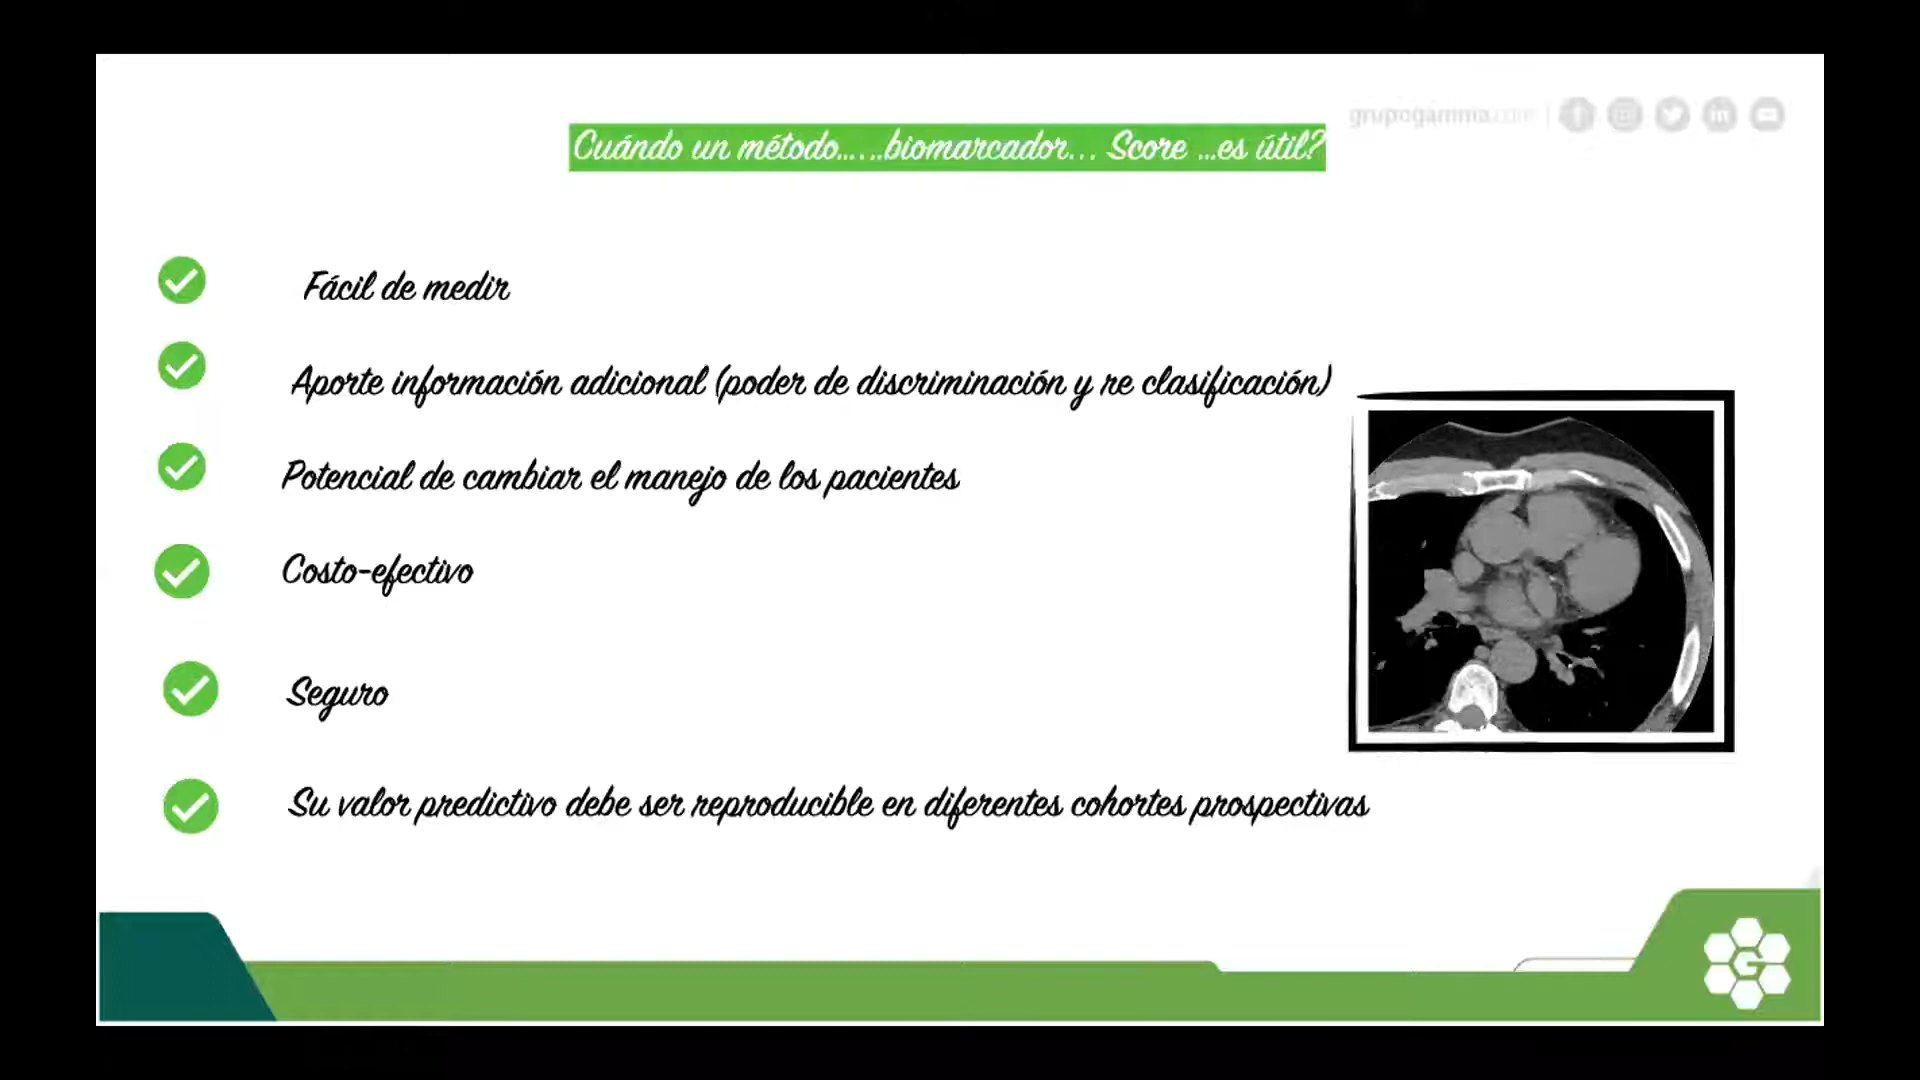 grupogamma.com
Cuándo un método......biomarcador... Score ...es útil?
Fácil de medir
Aporte información adicional (poder de discriminación y re clasificación)
Potencial de cambiar el manejo de los pacientes
Costo-efectivo
Seguro
Su valor predictivo debe ser reproducible en diferentes cohortes prospectivas